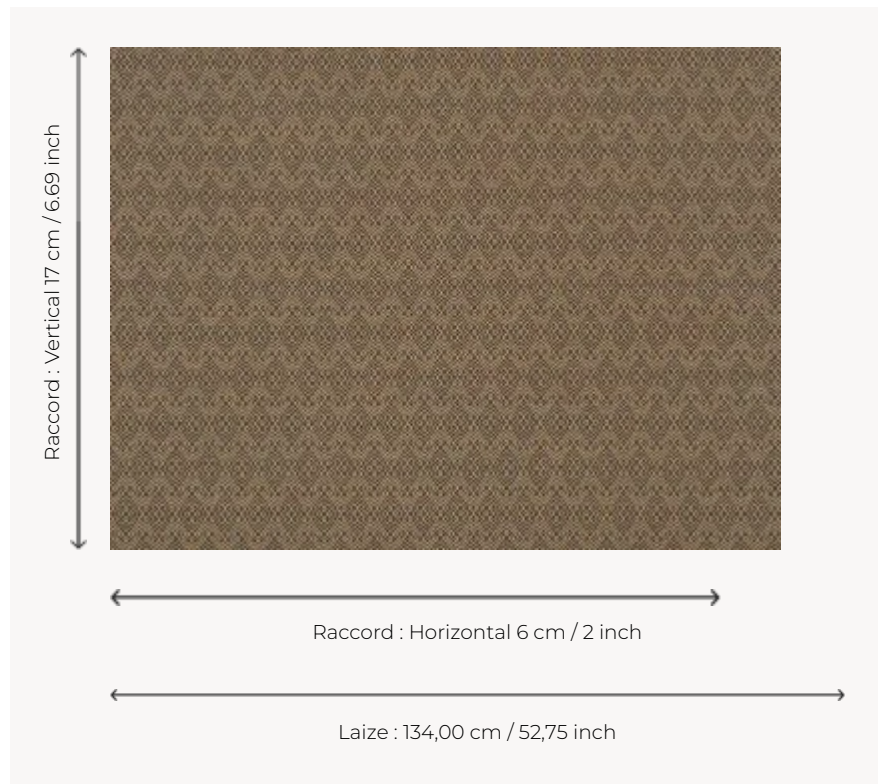 Raccord : Vertical 17 cm / 6.69 inch
Raccord : Horizontal 6 cm / 2 inch
Laize : 134,00 cm / 52,75 inch